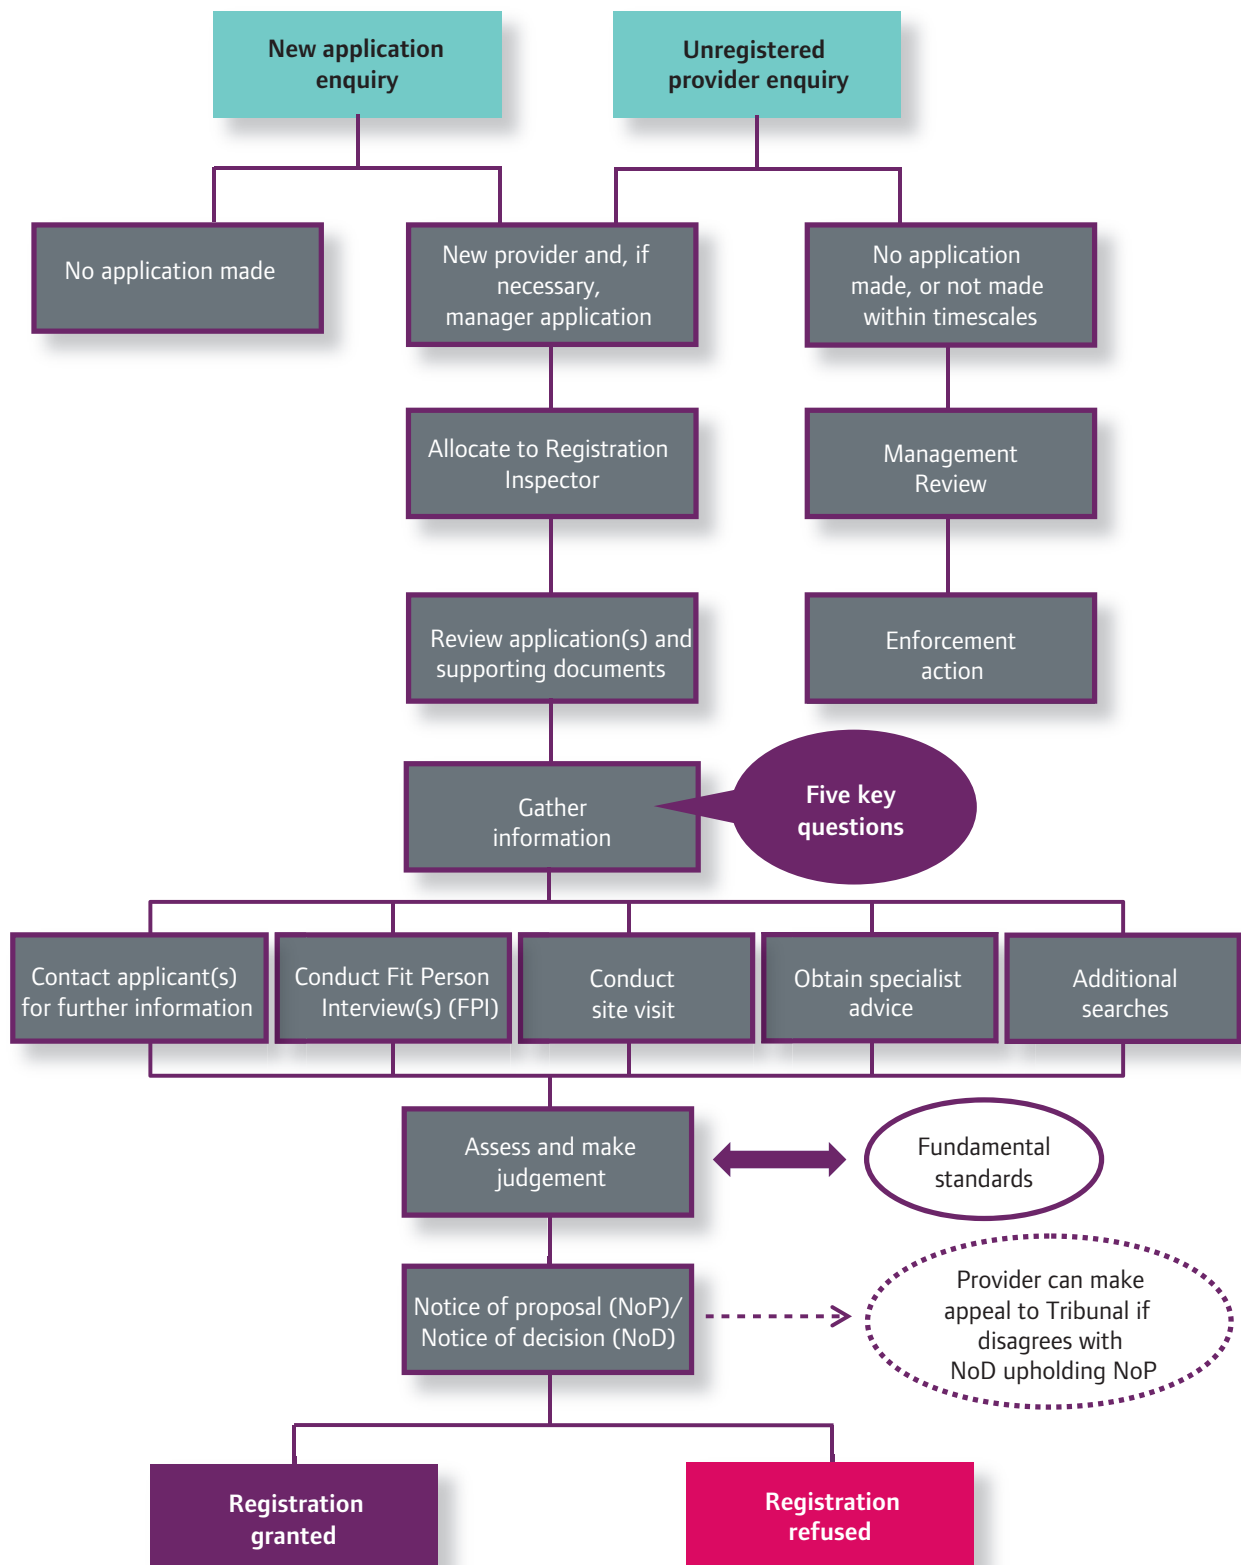 New application
enquiry
Unregistered
provider enquiry
No application made
New provider and, if
necessary,
manager application
No application
made, or not made
within timescales
Allocate to Registration
Inspector
Management
Review
Review application(s) and
supporting documents
Enforcement
action
Gather
information
Five key
questions
Contact applicant(s)
for further information
Conduct Fit Person
Interview(s) (FPI)
Conduct
site visit
Obtain specialist
advice
Additional
searches
Assess and make
judgement
Fundamental
standards
Notice of proposal (NoP)/
Notice of decision (NoD)
Provider can make
appeal to Tribunal if
disagrees with
NoD upholding NoP
Registration
granted
Registration
refused